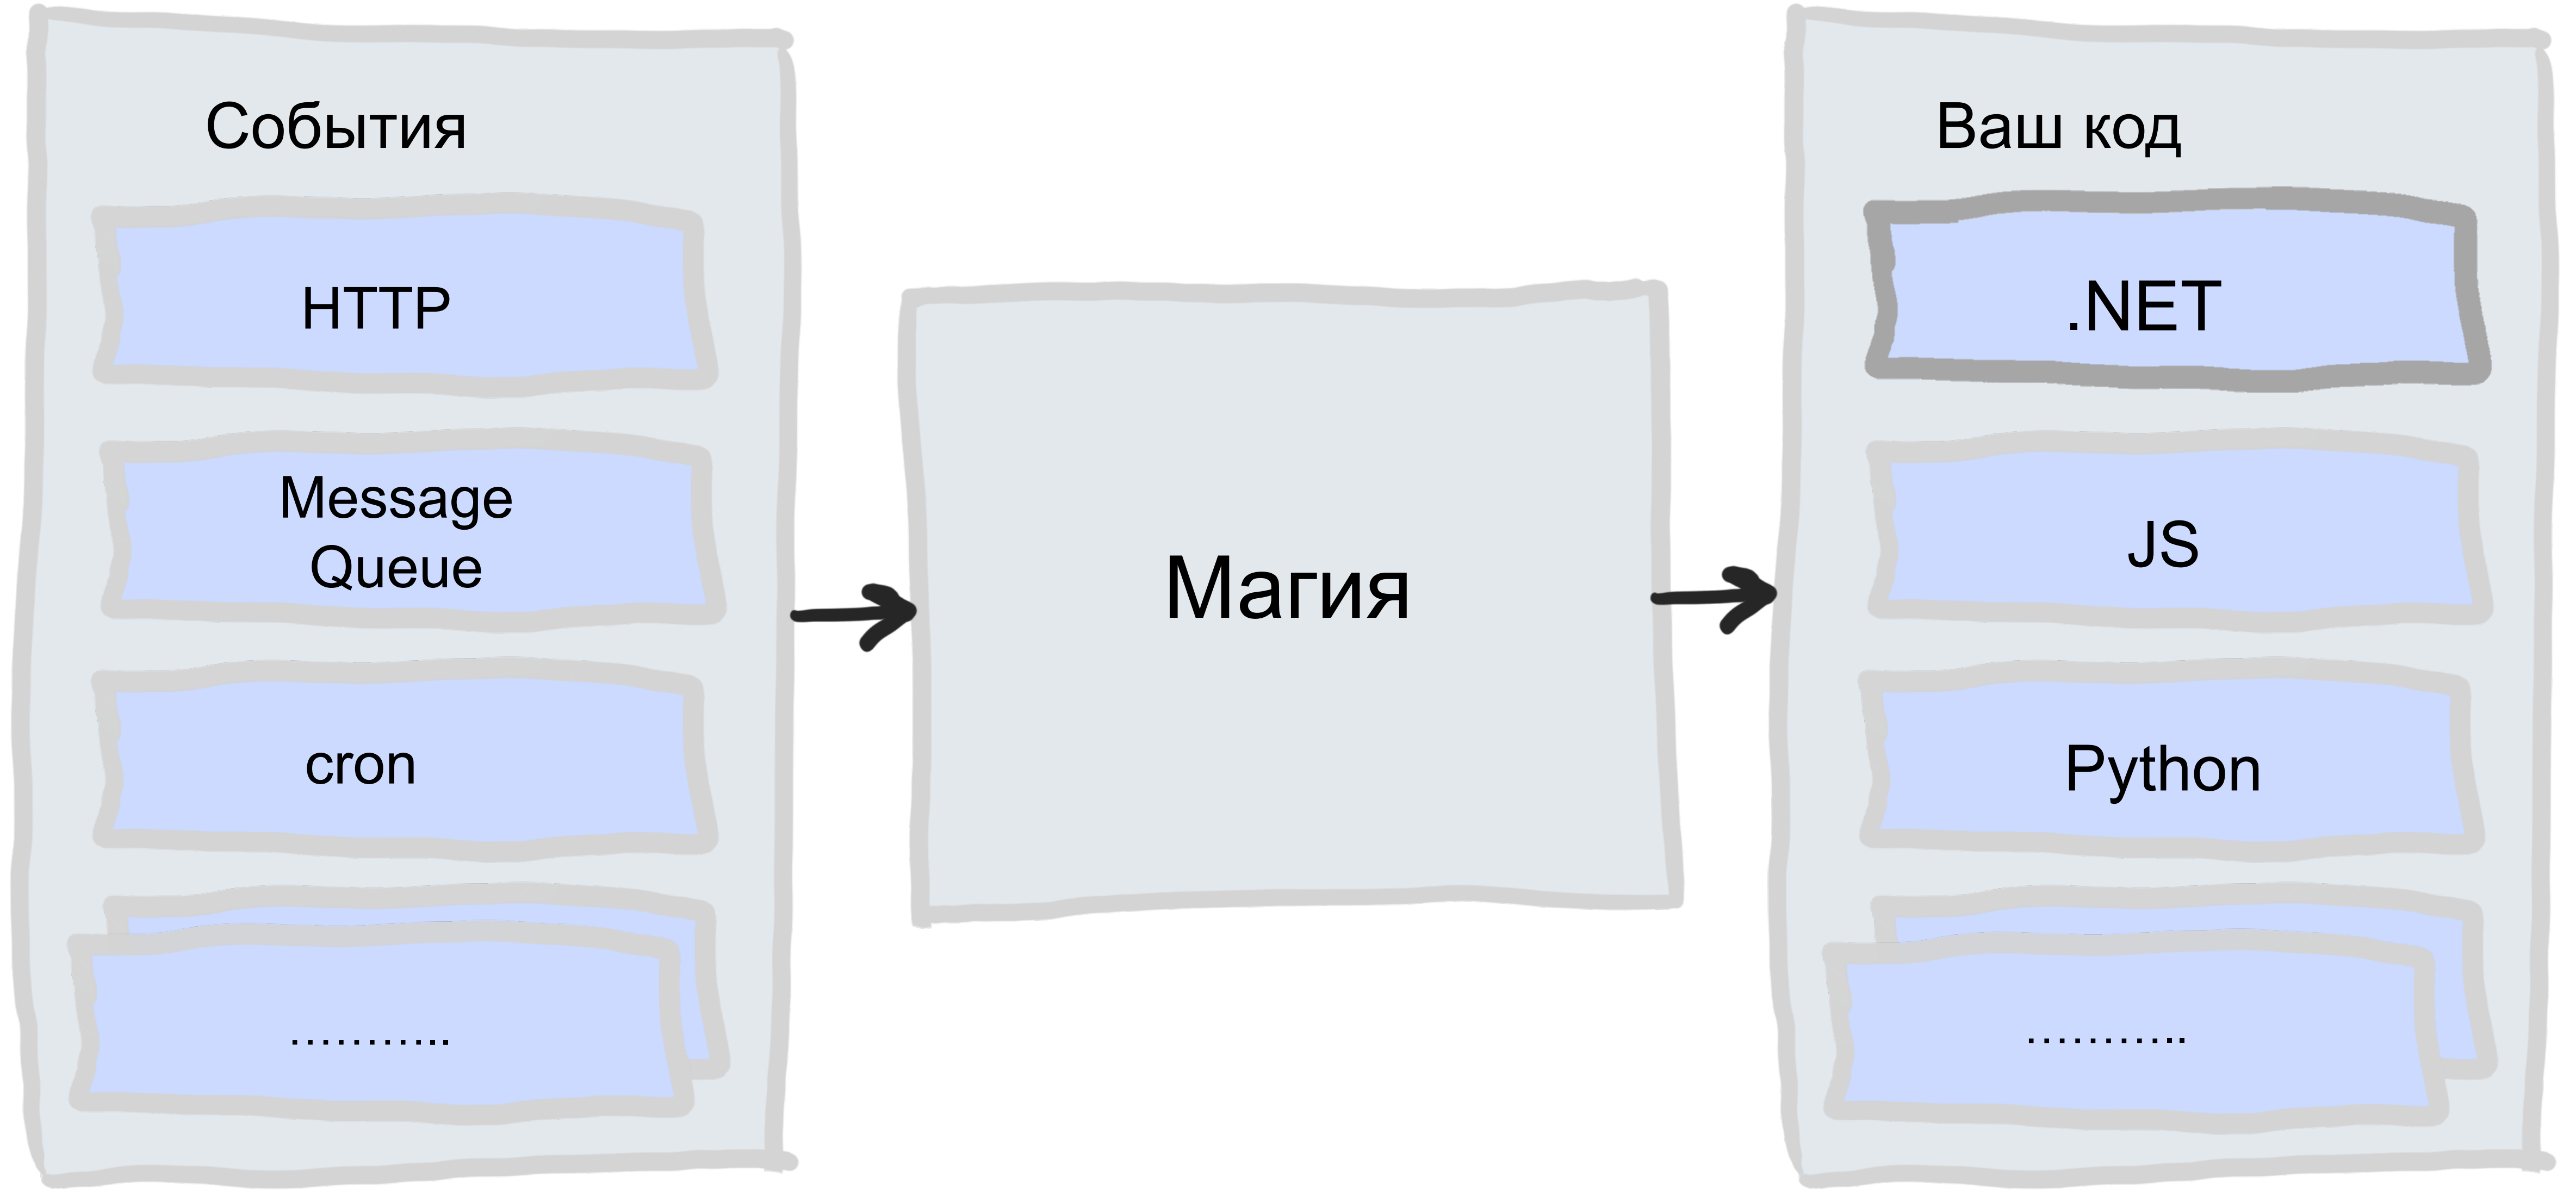 События
HTTP
Message
Queue
cron
………..
Магия
Ваш код
.NET
JS
Python
………..